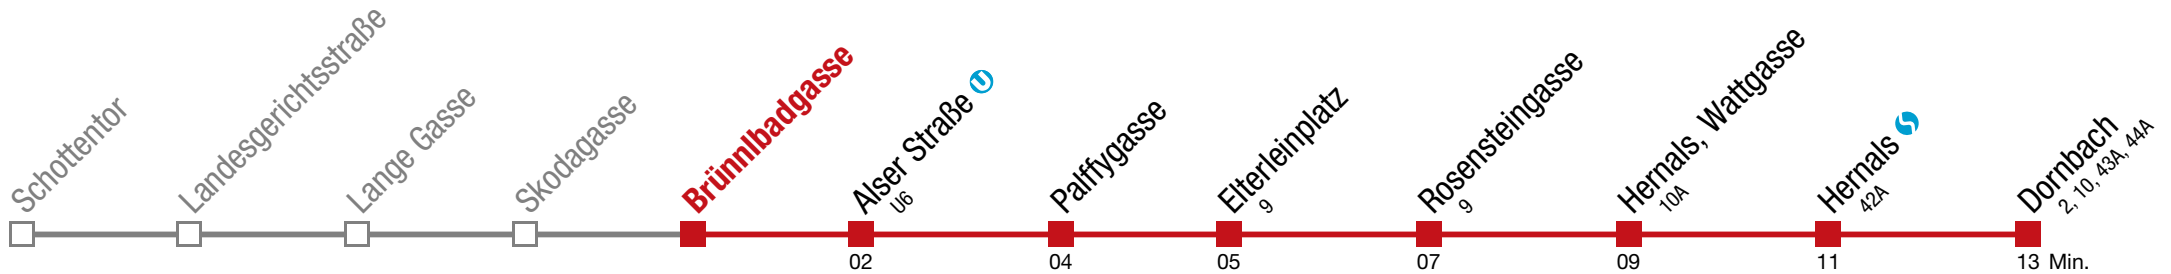 Schottentor
Landesgerichtsstraße
Lange Gasse
Skodagasse
Brünnlbadgasse
Alser Straße U
U6
Palffygasse
Elterleinplatz
9
Rosensteingasse
9
Hernals, Wattgasse
10A
Hernals
42A
Dornbach
2, 10, 43A, 44A
02 04 05 07 09 11 13 Min.